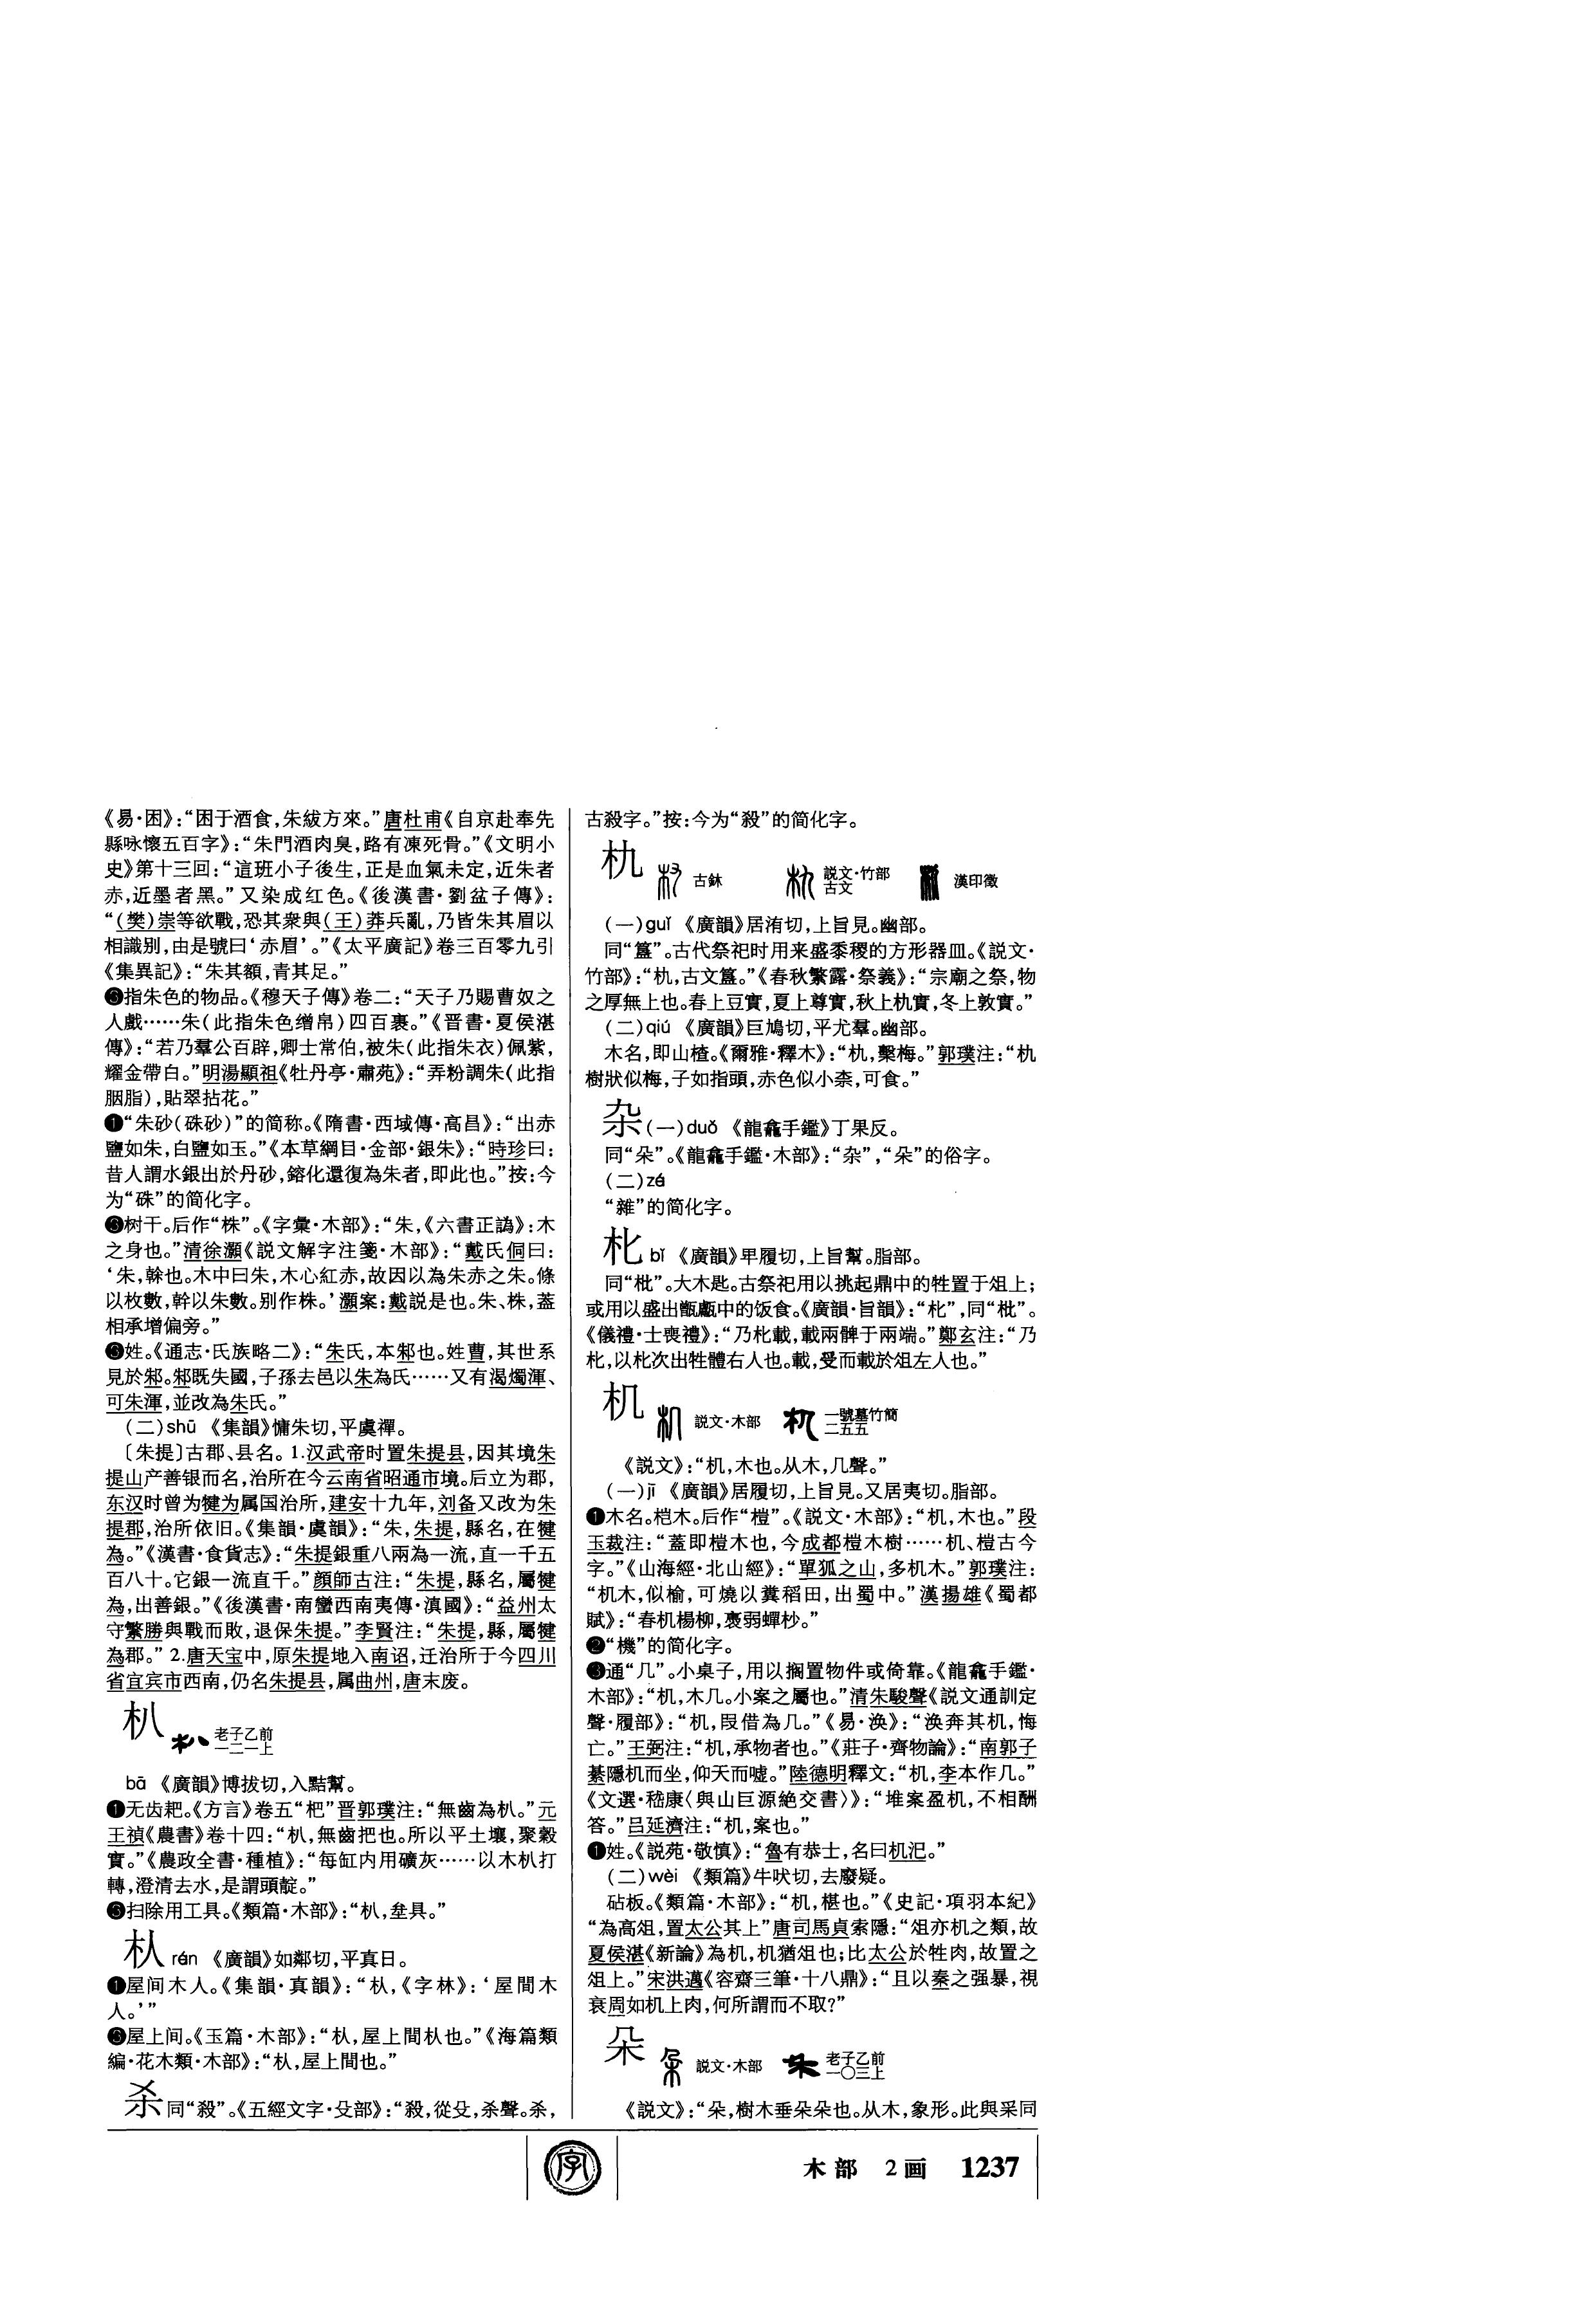 《易·困》：“困于酒食，朱紱方來。”唐杜甫《自京赴奉先
縣咏懷五百字》：“朱門酒肉臭，路有凍死骨。”《文明小
史》第十三回：“這班小子後生，正是血氣未定，近朱者
赤，近墨者黑。”又染成红色。《後漢書·劉盆子傳》：
“(樊)崇等欲戰，恐其衆與(王)莽兵亂，乃皆朱其眉以
相識别，由是號曰‘赤眉’。”《太平廣記》卷三百零九引
《集異記》：“朱其額，青其足。”
指朱色的物品。《穆天子傳》卷二：“天子乃賜曹奴之
人戲……朱(此指朱色缯帛)四百裹。”《晋書·夏侯湛
傳》：“若乃羣公百辟，卿士常伯，被朱(此指朱衣)佩紫，
耀金帶白。”明湯顯祖《牡丹亭·肅苑》：“弄粉調朱(此指
胭脂)，貼翠拈花。”
❶“朱砂(硃砂)”的简称。《隋書·西域傳·高昌》：“出赤
鹽如朱，白鹽如玉。”《本草綱目·金部·銀朱》：“時珍曰：
昔人謂水銀出於丹砂，鎔化還復為朱者，即此也。”按：今
为“硃”的简化字。
❸树干。后作“株”。《字彙·木部》：“朱，《六書正譌》：木
之身也。”清徐灝《説文解字注箋·木部》：“戴氏侗曰：
‘朱，榦也。木中曰朱，木心紅赤，故因以為朱赤之朱。條
以枚數，幹以朱數。别作株。’灝案：戴説是也。朱、株，蓋
相承增偏旁。”
❸姓。《通志·氏族略二》：“朱氏，本邾也。姓曹，其世系
見於邾。邾既失國，子孫去邑以朱為氏……又有渴燭渾、
可朱渾，並改為朱氏。”
(二)shū 《集韻》慵朱切，平虞禪。
〔朱提〕古郡、县名。1.汉武帝时置朱提县，因其境朱
提山产善银而名，治所在今云南省昭通市境。后立为郡，
东汉时曾为犍为属国治所，建安十九年，刘备又改为朱
提郡，治所依旧。《集韻·虞韻》：“朱，朱提，縣名，在犍
為。”《漢書·食貨志》：“朱提銀重八兩為一流，直一千五
百八十。它銀一流直千。”顔師古注：“朱提，縣名，屬犍
為，出善銀。”《後漢書·南蠻西南夷傳·滇國》：“益州太
守繁勝與戰而敗，退保朱提。”李賢注：“朱提，縣，屬犍
為郡。”2.唐天宝中，原朱提地入南诏，迁治所于今四川
省宜宾市西南，仍名朱提县，属曲州，唐末废。
朳 老子乙前
一二一上
bā 《廣韻》博拔切，入黠幫。
❶无齿耙。《方言》卷五“杷”晋郭璞注：“無齒為朳。”元
王禎《農書》卷十四：“朳，無齒把也。所以平土壤，聚穀
實。”《農政全書·種植》：“每缸内用礦灰……以木朳打
轉，澄清去水，是謂頭靛。”
扫除用工具。《類篇·木部》：“朳，坌具。”
朲 rén 《廣韻》如鄰切，平真日。
❶屋间木人。《集韻·真韻》：“朲，《字林》：‘屋間木
人。’”
屋上间。《玉篇·木部》：“朲，屋上間朲也。”《海篇類
編·花木類·木部》：“朲，屋上間也。”
杀 同“殺”。《五經文字·殳部》：“殺，從殳，杀聲。杀，
古殺字。”按：今为“殺”的简化字。
朹 古鉢 説文·竹部
古文 漢印徵
(一)guǐ 《廣韻》居洧切，上旨見。幽部。
同“簋”。古代祭祀时用来盛黍稷的方形器皿。《説文·
竹部》：“朹，古文簋。”《春秋繁露·祭義》：“宗廟之祭，物
之厚無上也。春上豆實，夏上尊實，秋上朹實，冬上敦實。”
(二)qiú 《廣韻》巨鳩切，平尤羣。幽部。
木名，即山楂。《爾雅·釋木》：“朹，檕梅。”郭璞注：“朹
樹狀似梅，子如指頭，赤色似小柰，可食。”
杂(一)duǒ 《龍龕手鑑》丁果反。
同“朵”。《龍龕手鑑·木部》：“杂”，“朵”的俗字。
(二)zá
“雜”的简化字。
朼 bǐ 《廣韻》卑履切，上旨幫。脂部。
同“枇”。大木匙。古祭祀用以挑起鼎中的牲置于俎上；
或用以盛出甑甗中的饭食。《廣韻·旨韻》：“朼”，同“枇”。
《儀禮·士喪禮》：“乃朼載，載兩髀于兩端。”鄭玄注：“乃
朼，以朼次出牲體右人也。載，受而載於俎左人也。”
机 説文·木部 一號墓竹簡
二五五
《説文》：“机，木也。从木，几聲。”
(一)jī 《廣韻》居履切，上旨見。又居夷切。脂部。
❶木名。桤木。后作“榿”。《説文·木部》：“机，木也。”段
玉裁注：“蓋即榿木也，今成都榿木樹……机、榿古今
字。”《山海經·北山經》：“單狐之山，多机木。”郭璞注：
“机木，似榆，可燒以糞稻田，出蜀中。”漢揚雄《蜀都
賦》：“春机楊柳，褭弱蟬杪。”
❷“機”的简化字。
❸通“几”。小桌子，用以搁置物件或倚靠。《龍龕手鑑·
木部》：“机，木几。小案之屬也。”清朱駿聲《説文通訓定
聲·履部》：“机，叚借為几。”《易·涣》：“涣奔其机，悔
亡。”王弼注：“机，承物者也。”《莊子·齊物論》：“南郭子
綦隱机而坐，仰天而噓。”陸德明釋文：“机，李本作几。”
《文選·嵇康〈與山巨源絶交書〉》：“堆案盈机，不相酬
答。”吕延濟注：“机，案也。”
❶姓。《説苑·敬慎》：“魯有恭士，名曰机氾。”
(二)wèi 《類篇》牛吠切，去廢疑。
砧板。《類篇·木部》：“机，椹也。”《史記·項羽本紀》
“為高俎，置太公其上”唐司馬貞索隱：“俎亦机之類，故
夏侯湛《新論》為机，机猶俎也；比太公於牲肉，故置之
俎上。”宋洪邁《容齋三筆·十八鼎》：“且以秦之强暴，視
衰周如机上肉，何所謂而不取？”
朵 説文·木部 老子乙前
一〇三上
《説文》：“朵，樹木垂朵朵也。从木，象形。此與采同
字
木部 2画 1237